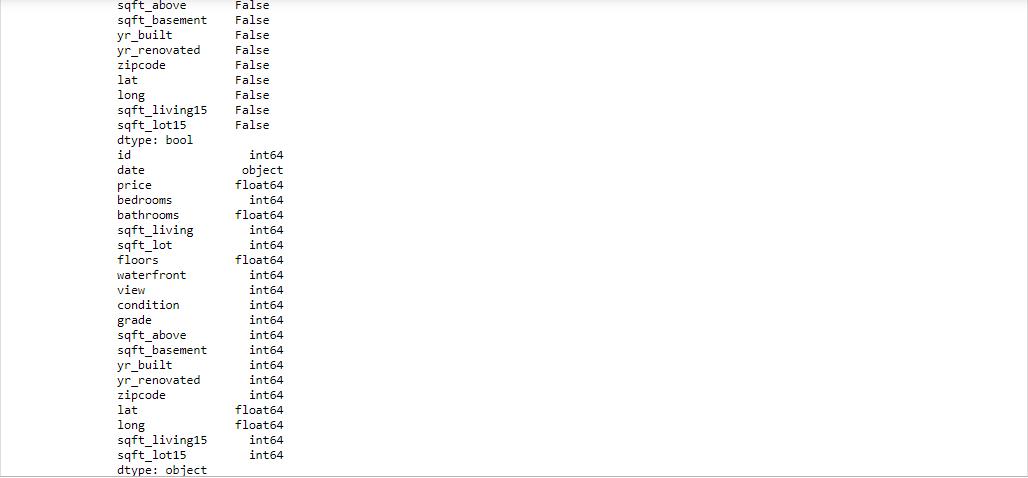 sqft_above       False
sqft_basement    False
yr_built         False
yr_renovated     False
zipcode          False
lat              False
long             False
sqft_living15    False
sqft_lot15       False
dtype: bool
id                 int64
date              object
price            float64
bedrooms           int64
bathrooms        float64
sqft_living        int64
sqft_lot           int64
floors           float64
waterfront         int64
view               int64
condition          int64
grade              int64
sqft_above         int64
sqft_basement      int64
yr_built           int64
yr_renovated       int64
zipcode            int64
lat              float64
long             float64
sqft_living15      int64
sqft_lot15         int64
dtype: object